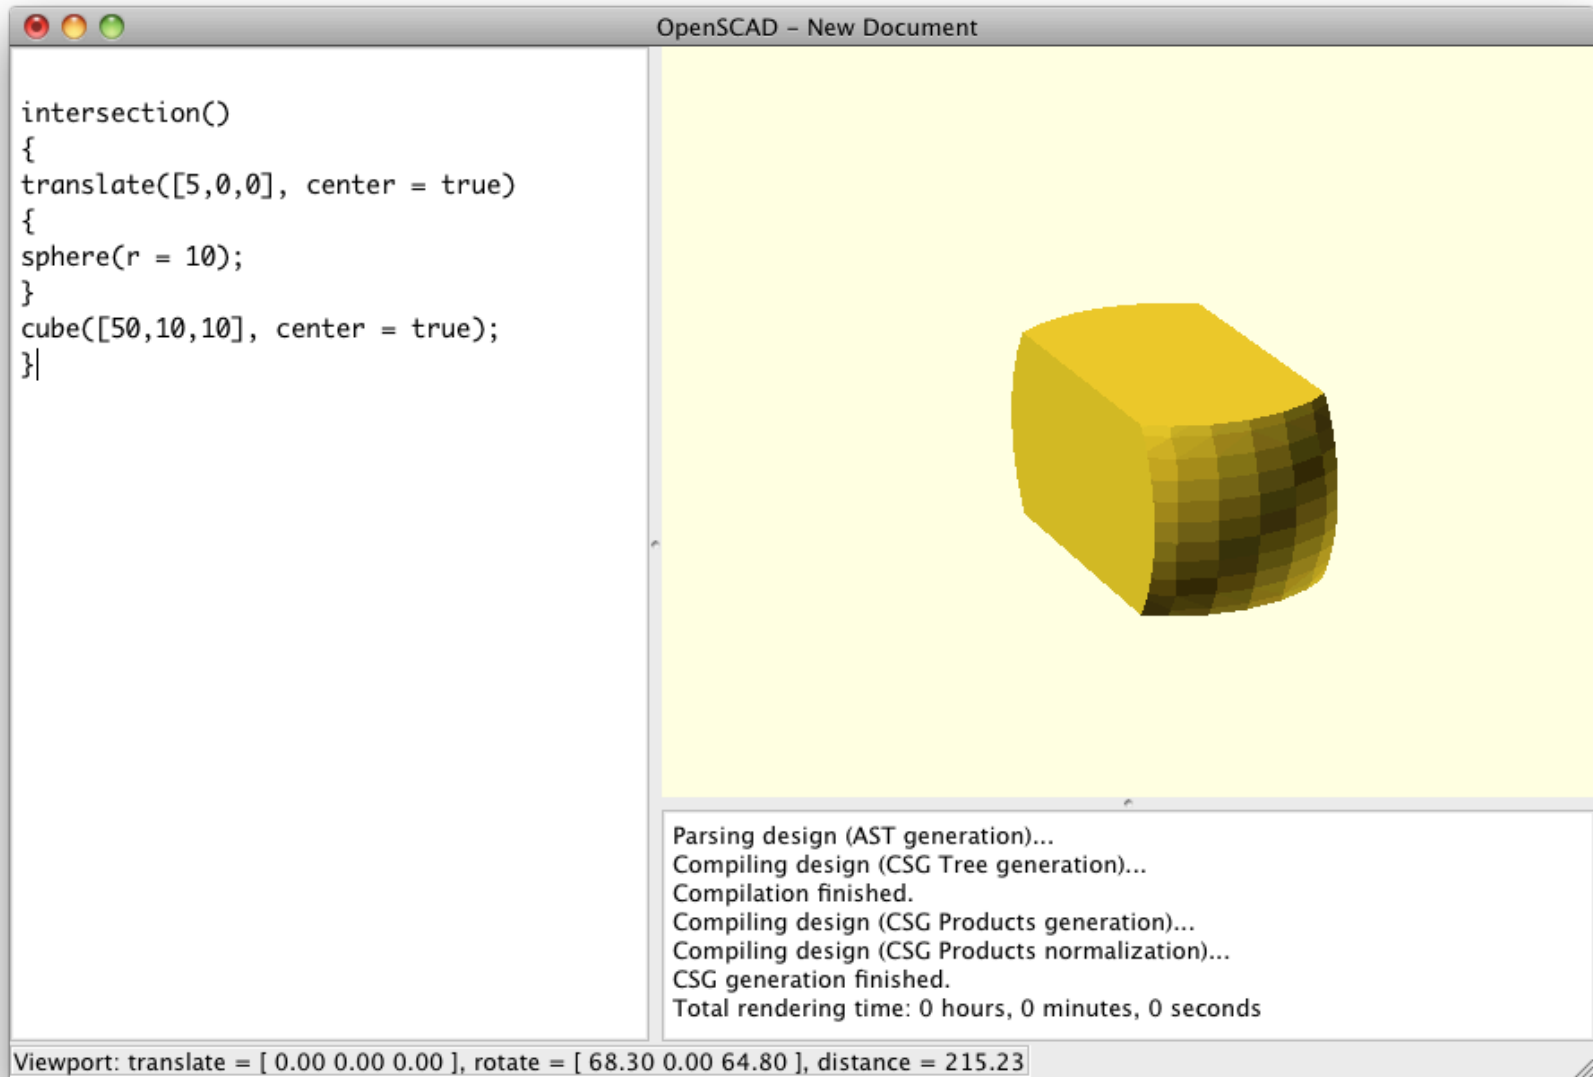 OpenSCAD – New Document
intersection()
{
translate([5,0,0], center = true)
{
sphere(r = 10);
}
cube([50,10,10], center = true);
}
Parsing design (AST generation)...
Compiling design (CSG Tree generation)...
Compilation finished.
Compiling design (CSG Products generation)...
Compiling design (CSG Products normalization)...
CSG generation finished.
Total rendering time: 0 hours, 0 minutes, 0 seconds
Viewport: translate = [ 0.00 0.00 0.00 ], rotate = [ 68.30 0.00 64.80 ], distance = 215.23